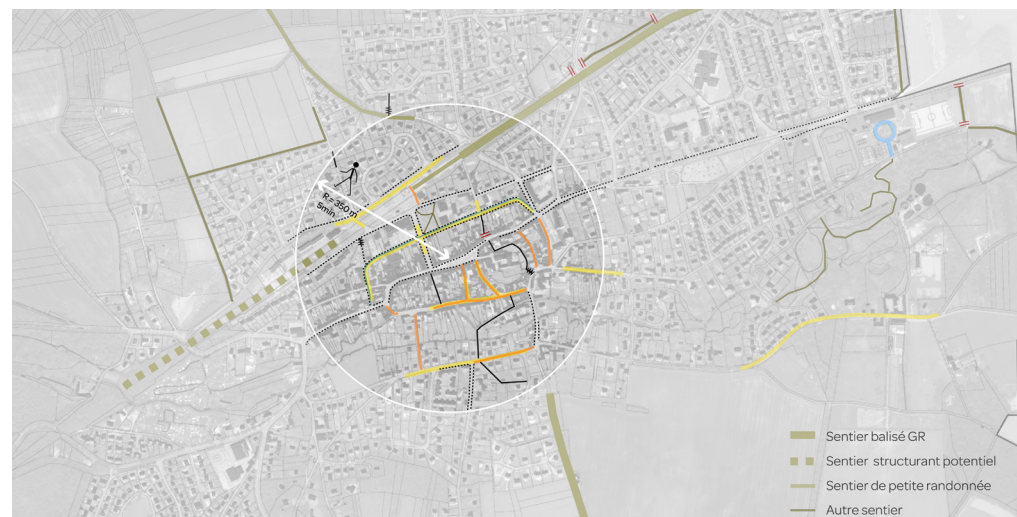 R = 350 m
5min
Sentier balisé GR
Sentier structurant potentiel
Sentier de petite randonnée
Autre sentier